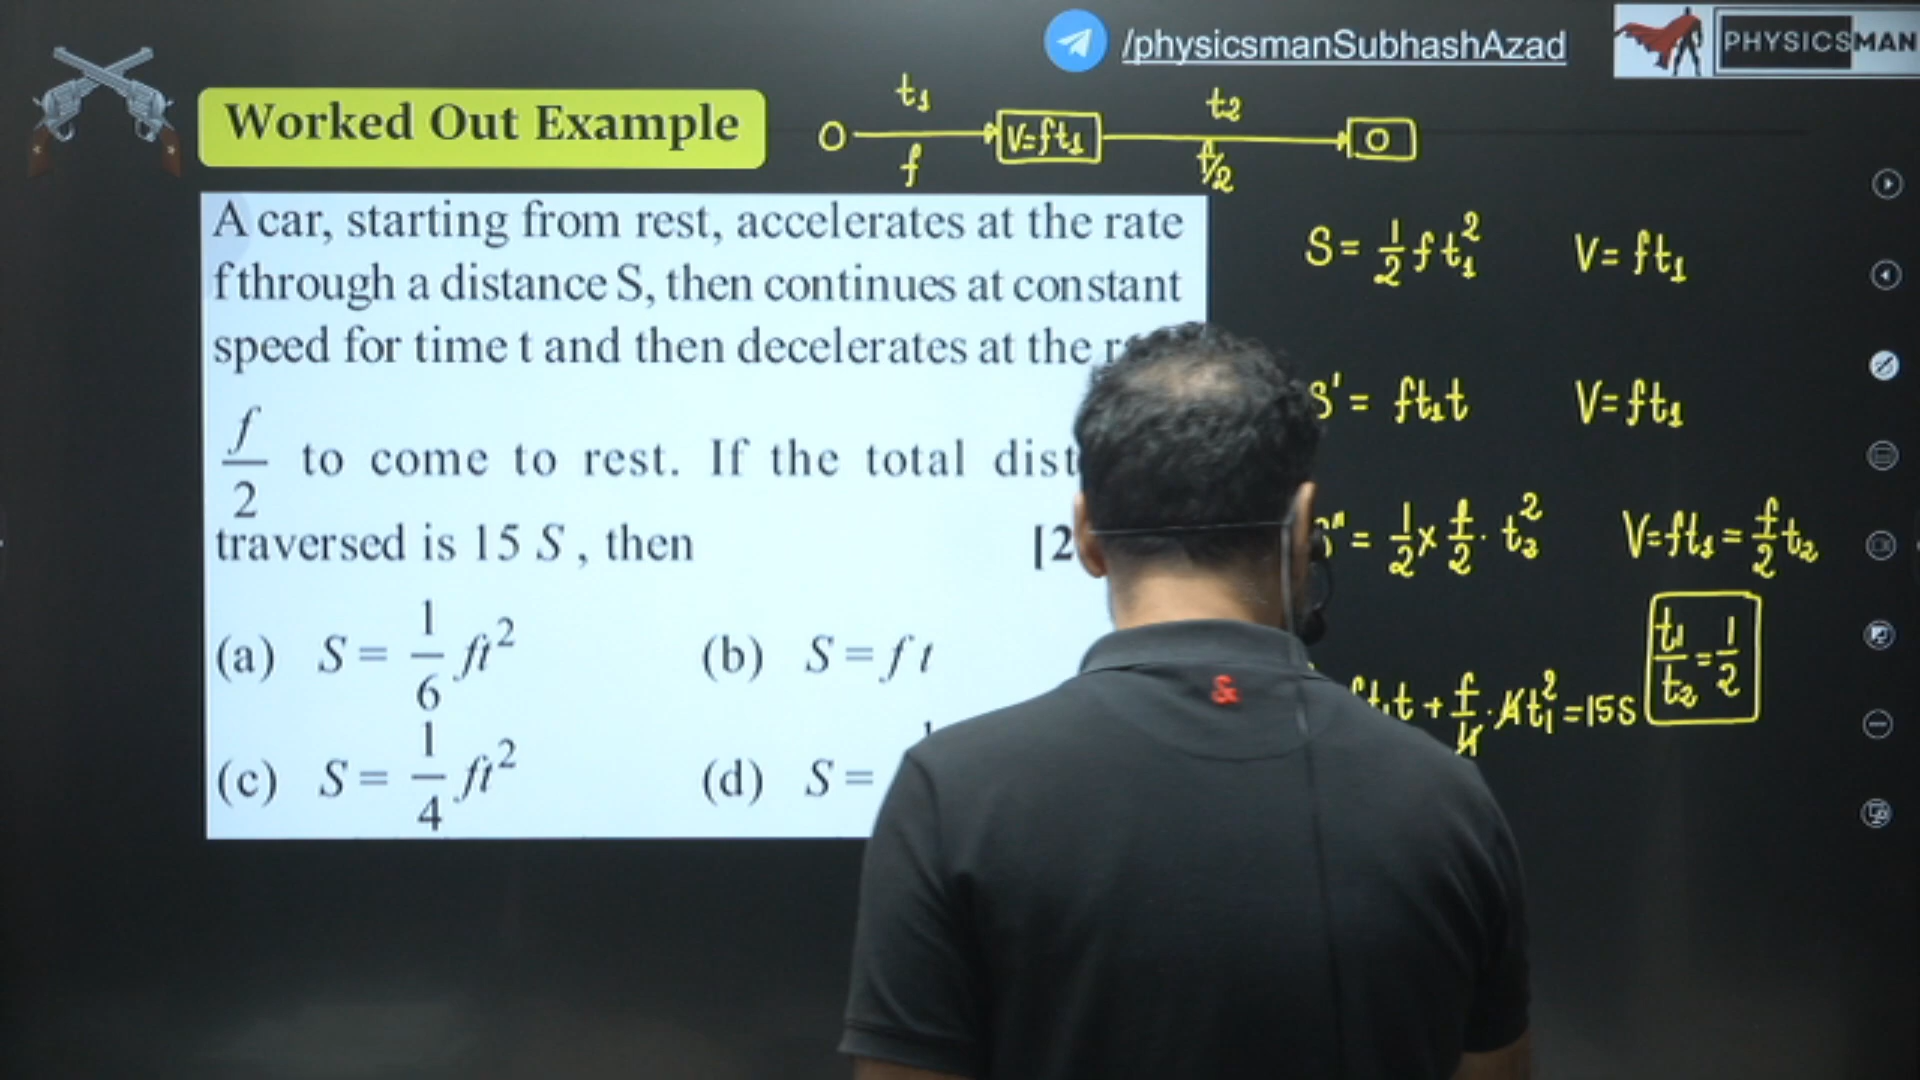 /physicsmanSubhashAzad
PHYSICSMAN
Worked Out Example
t₁ t₂
O V=ft₁ O
f f/2
A car, starting from rest, accelerates at the rate
f through a distance S, then continues at constant
speed for time t and then decelerates at the
f/2 to come to rest. If the total
traversed is 15 S, then
(a) S = 1/6 ft² (b) S = f t
(c) S = 1/4 ft² (d) S =
S = 1/2 f t₁² V = ft₁
S' = ft₁t V = ft₁
= 1/2 × f/2 · t₂² V = ft₁ = f/2 t₂
t₁/t₂ = 1/2
t₁t + f/4 · 4t₁² = 15S
&